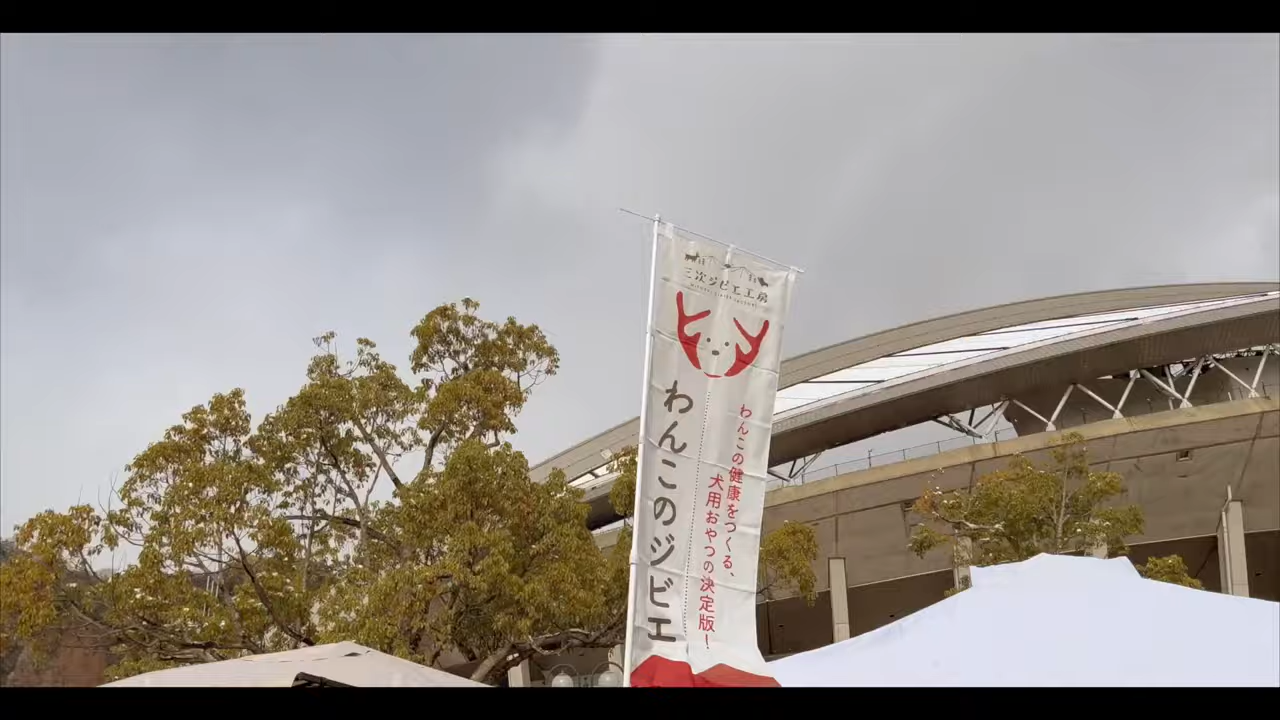 三次ジビエ工房
わんこのジビエ
わんこの健康をつくる、
犬用おやつの決定版！